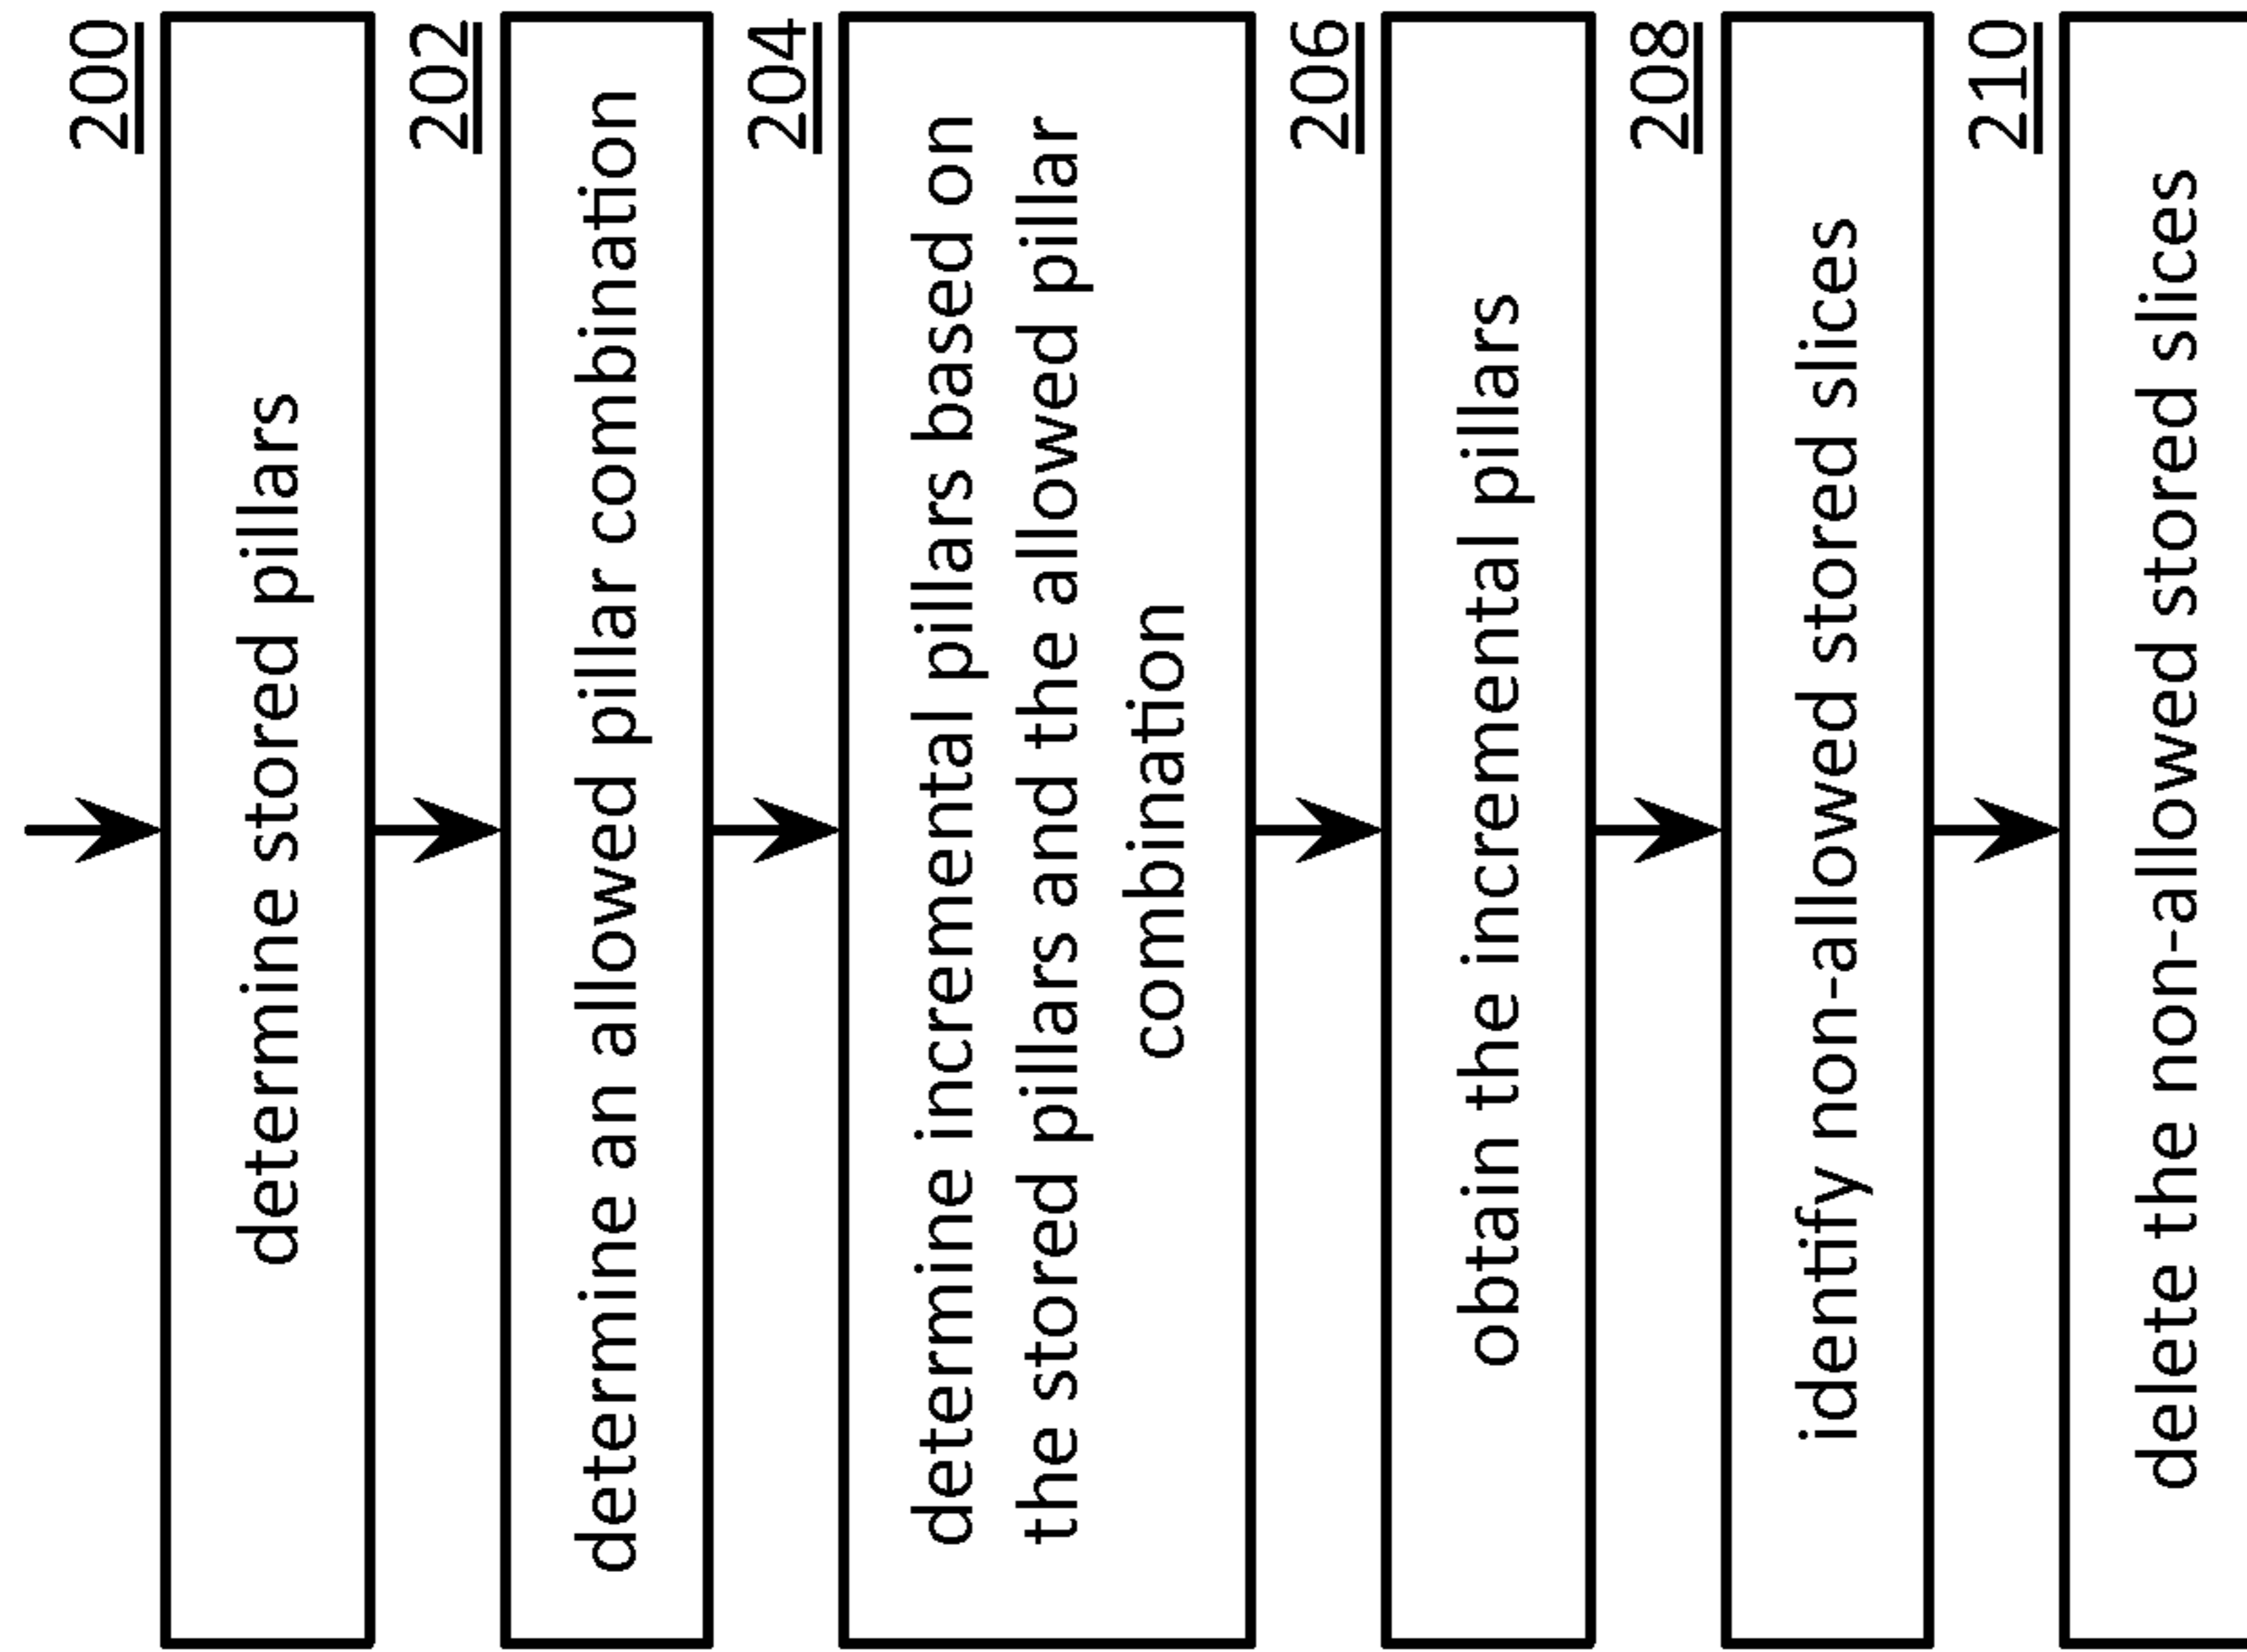 200
determine stored pillars
202
determine an allowed pillar combination
204
determine incremental pillars based on
the stored pillars and the allowed pillar
combination
206
obtain the incremental pillars
208
identify non-allowed stored slices
210
delete the non-allowed stored slices